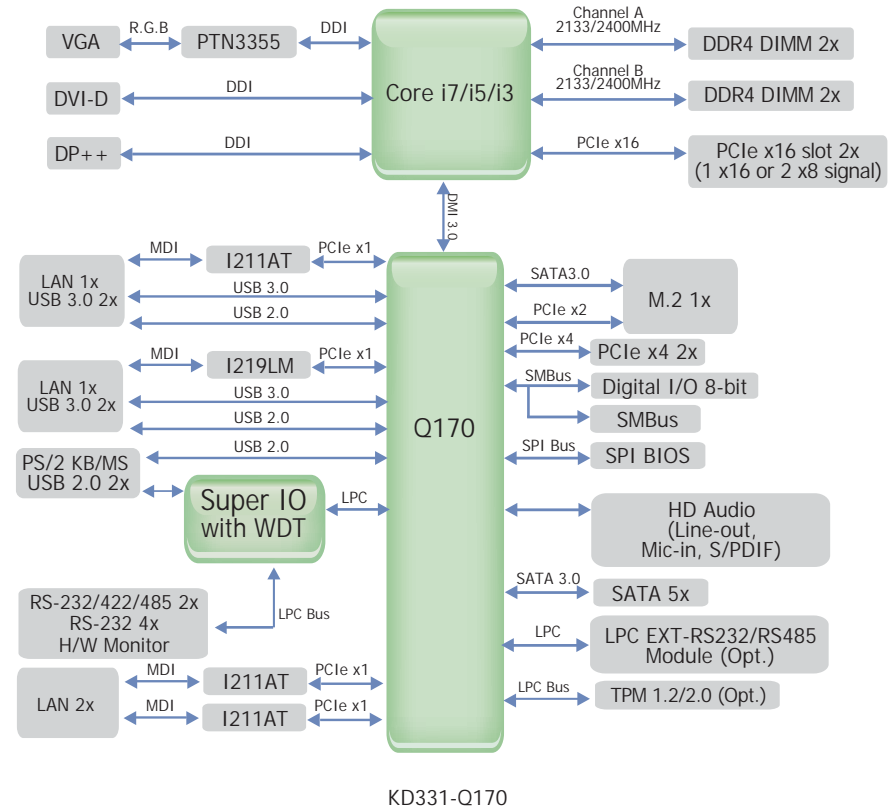 VGA
R.G.B
PTN3355
DDI
Core i7/i5/i3
Channel A
2133/2400MHz
DDR4 DIMM 2x
DVI-D
DDI
Channel B
2133/2400MHz
DDR4 DIMM 2x
DP++
DDI
PCIe x16
PCIe x16 slot 2x
(1 x16 or 2 x8 signal)
DMI 3.0
LAN 1x
USB 3.0 2x
MDI
I211AT
PCIe x1
USB 3.0
USB 2.0
Q170
SATA3.0
PCIe x2
M.2 1x
LAN 1x
USB 3.0 2x
MDI
I219LM
PCIe x1
USB 3.0
USB 2.0
PCIe x4
PCIe x4 2x
SMBus
Digital I/O 8-bit
SMBus
PS/2 KB/MS
USB 2.0 2x
USB 2.0
SPI Bus
SPI BIOS
Super IO
with WDT
LPC
HD Audio
(Line-out,
Mic-in, S/PDIF)
RS-232/422/485 2x
RS-232 4x
H/W Monitor
LPC Bus
SATA 3.0
SATA 5x
LPC
LPC EXT-RS232/RS485
Module (Opt.)
LAN 2x
MDI
I211AT
PCIe x1
MDI
I211AT
PCIe x1
LPC Bus
TPM 1.2/2.0 (Opt.)
KD331-Q170